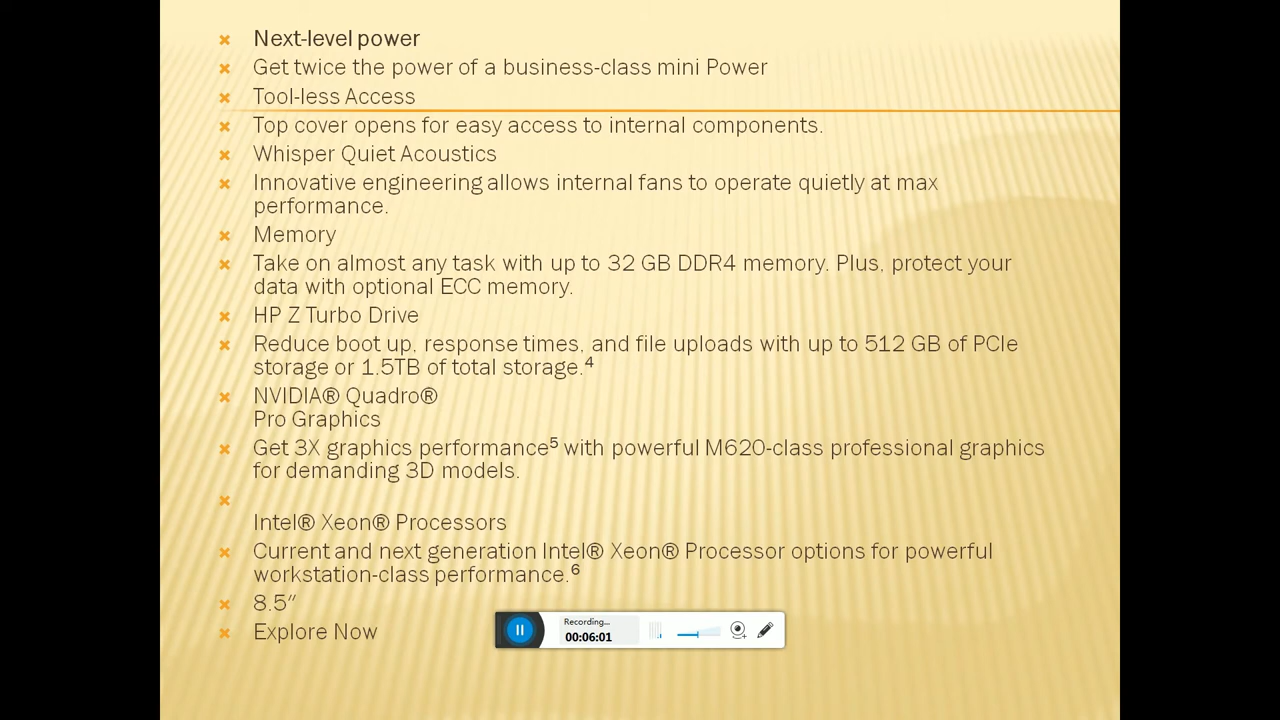 Next-level power
Get twice the power of a business-class mini Power
Tool-less Access
Top cover opens for easy access to internal components.
Whisper Quiet Acoustics
Innovative engineering allows internal fans to operate quietly at max
performance.
Memory
Take on almost any task with up to 32 GB DDR4 memory. Plus, protect your
data with optional ECC memory.
HP Z Turbo Drive
Reduce boot up, response times, and file uploads with up to 512 GB of PCIe
storage or 1.5TB of total storage.⁴
NVIDIA® Quadro®
Pro Graphics
Get 3X graphics performance⁵ with powerful M620-class professional graphics
for demanding 3D models.
Intel® Xeon® Processors
Current and next generation Intel® Xeon® Processor options for powerful
workstation-class performance.⁶
8.5″
Explore Now
Recording...
00:06:01